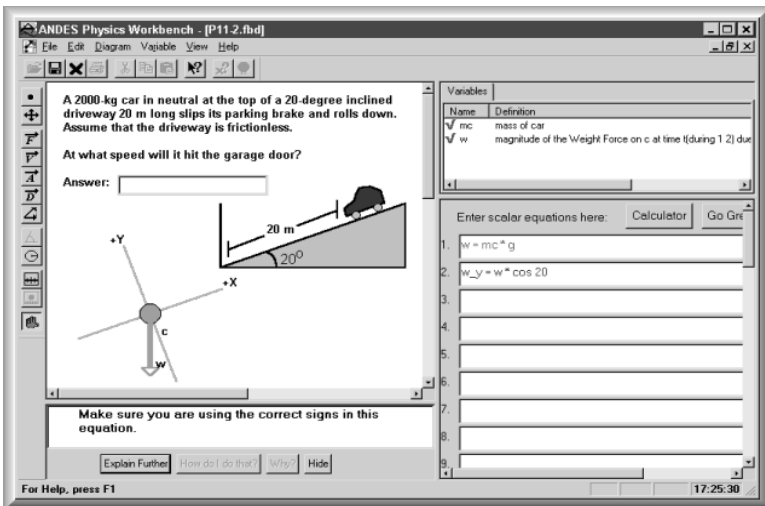 ANDES Physics Workbench - [P11-2.fbd]
File Edit Diagram Variable View Help
A 2000-kg car in neutral at the top of a 20-degree inclined
driveway 20 m long slips its parking brake and rolls down.
Assume that the driveway is frictionless.
At what speed will it hit the garage door?
Answer:
20 m
20⁰
+Y
+X
c
w
Variables
Name Definition
mc mass of car
w magnitude of the Weight Force on c at time t(during 1 2) due
Enter scalar equations here: Calculator Go Gre
1. w = mc * g
2. w_y = w * cos 20
3.
4.
5.
6.
7.
8.
9.
Make sure you are using the correct signs in this
equation.
Explain Further How do I do that? Why? Hide
For Help, press F1 17:25:30